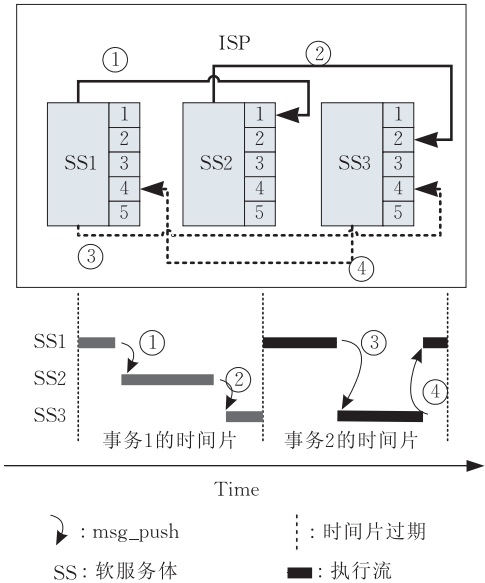 ISP
① ②
1 1 1
2 2 2
SS1 3 SS2 3 SS3 3
4 4 4
5 5 5
③ ④
SS1 ① ③
SS2 ② ④
SS3
事务1的时间片 事务2的时间片
Time
: msg_push : 时间片过期
SS : 软服务体 : 执行流